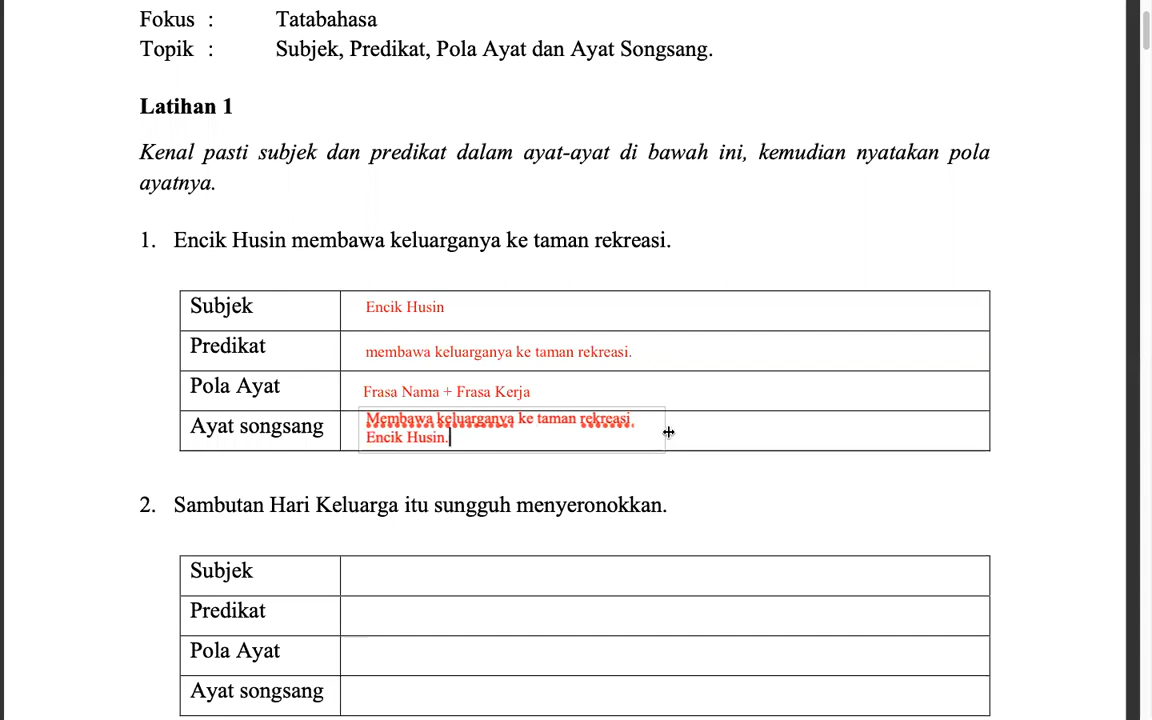 Fokus : Tatabahasa
Topik : Subjek, Predikat, Pola Ayat dan Ayat Songsang.
Latihan 1
Kenal pasti subjek dan predikat dalam ayat-ayat di bawah ini, kemudian nyatakan pola
ayatnya.
1. Encik Husin membawa keluarganya ke taman rekreasi.
Subjek Encik Husin
Predikat membawa keluarganya ke taman rekreasi.
Pola Ayat Frasa Nama + Frasa Kerja
Ayat songsang Membawa keluarganya ke taman rekreasi,
Encik Husin.
2. Sambutan Hari Keluarga itu sungguh menyeronokkan.
Subjek
Predikat
Pola Ayat
Ayat songsang